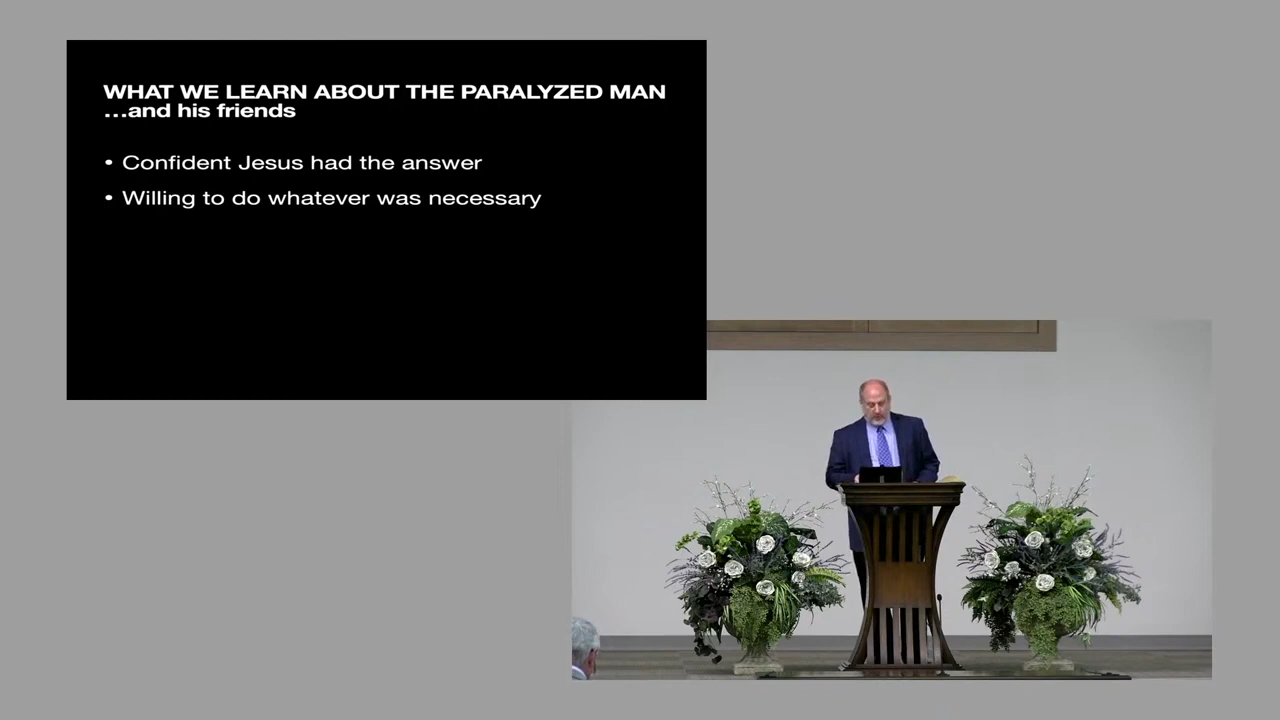 WHAT WE LEARN ABOUT THE PARALYZED MAN
...and his friends
• Confident Jesus had the answer
• Willing to do whatever was necessary